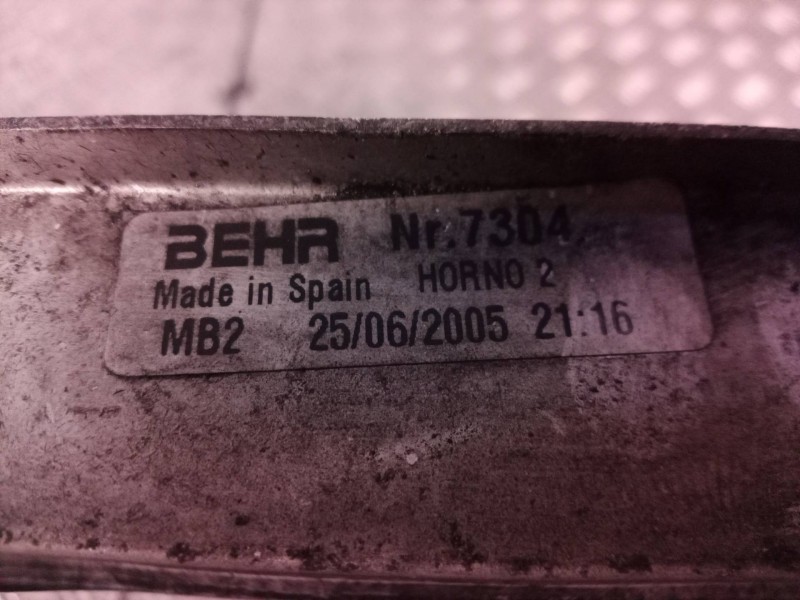 BEHR Nr.7304
Made in Spain HORNO 2
MB2 25/06/2005 21:16